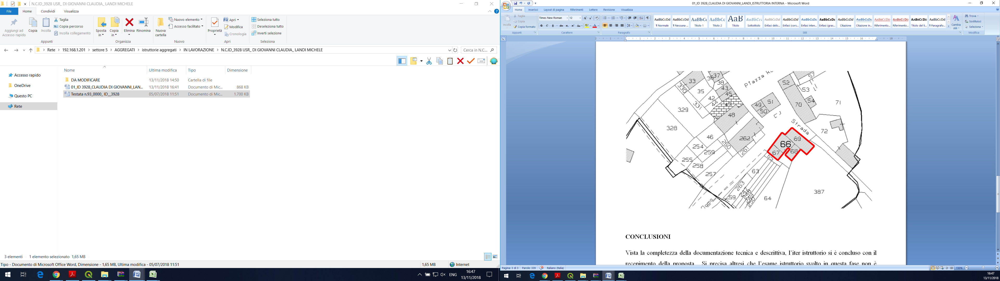 N.C.ID_3928 USR_ DI GIOVANNI CLAUDIA_ LANDI MICHELE
File Home Condividi Visualizza
Aggiungi ad Accesso rapido
Copia
Incolla
Taglia
Copia percorso
Incolla collegamento
Appunti
Sposta in
Copia in
Elimina
Rinomina
Organizza
Nuova cartella
Nuovo elemento
Accesso facilitato
Nuovo
Proprietà
Apri
Modifica
Cronologia
Apri
Seleziona tutto
Deseleziona tutto
Inverti selezione
Seleziona
Rete > 192.168.1.201 > settore 5 > AGGREGATI > istruttorie aggregati > IN LAVORAZIONE > N.C.ID_3928 USR_ DI GIOVANNI CLAUDIA_ LANDI MICHELE
Cerca in N.C....
Accesso rapido
OneDrive
Questo PC
Rete
Nome Ultima modifica Tipo Dimensione
DA MODIFICARE 13/11/2018 14:50 Cartella di file
01_ID 3928_CLAUDIA DI GIOVANNI_LAN... 13/11/2018 16:41 Documento di Mic... 868 KB
Testata n.93_0000_ ID__3928 05/07/2018 11:51 Documento di Mic... 1.700 KB
3 elementi 1 elemento selezionato 1,65 MB
Tipo - Documento di Microsoft Office Word, Dimensione - 1,65 MB, Ultima modifica - 05/07/2018 11:51 1,65 MB Internet
ENG 16:47
13/11/2018
01_ID 3928_CLAUDIA DI GIOVANNI_LANDI_ISTRUTTORIA INTERNA - Microsoft Word
Home Inserisci Layout di pagina Riferimenti Lettere Revisione Visualizza
Incolla
Taglia
Copia
Copia formato
Appunti
Times New Roman 12
Carattere
Paragrafo
AaBbCcDd AaBbCcDd AaBbC AaBbCc AaB AaBbCc AaBbCcDd AaBbCcDd AaBbCcDc AaBbCcDc AaBbCcDd AaBbCcDc AaBbCcDd AaBbCcDd AaBbCcDd AaBbCcDd
¶ Normale ¶ Nessuna ... Titolo 1 Titolo 2 Titolo Sottotitolo Enfasi delic... Enfasi (cors... Enfasi inten... Enfasi (gras... Citazione Citazione in... Riferimento... Riferimento... Titolo del li... ¶ Paragrafo...
Stili
Cambia stili
Trova
Sostituisci
Seleziona
Modifica
Piazza
Strada
33
330
35
36
37
38
43
45
42
44
47
331
329
328
48
49
51
50
52
53
57
54
70
71
72
46
262
260
261
254
259
255
258
257
69
66
67
68
63
263
247
59
250
64
387
CONCLUSIONI
Vista la completezza della documentazione tecnica e descrittiva, l'iter istruttorio si è concluso con il
recepimento della proposta. Si precisa altresì che l'esame istruttorio svolto in questa fase non è
Pagina: 3 di 3 Parole: 339 Italiano (Italia) 150%
16:47
13/11/2018